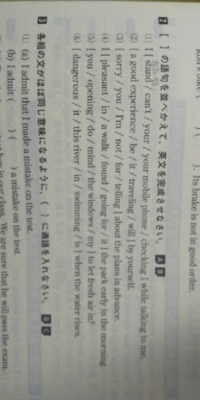 Its brake is not in good order.
2 [ ]の語句を並べかえて, 英文を完成させなさい。 A B
(1) I [ stand / can't / your / your mobile phone / checking ] while talking to me.
(2) [ a good experience / be / it / traveling / will ] by yourself.
(3) [ sorry / you / I'm / not / for / telling ] about the plans in advance.
(4) I [ pleasant / in / a walk / found / going for / it ] the park early in the morning.
(5) [ you / opening / do / mind / the windows / my ] to let fresh air in?
(6) [ dangerous / it / this river / in / swimming / is ] when the water rises.
3 各組の文がほぼ同じ意味になるように, ( )に適語を入れなさい。 B C
(1) (a) I admit that I made a mistake on the test.
(b) I admit ( ) ( ) a mistake on the test.
our class. We are sure that he will pass the exam.